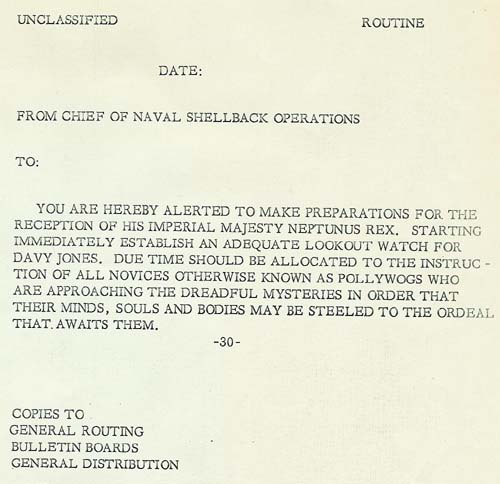 UNCLASSIFIED ROUTINE
DATE:
FROM CHIEF OF NAVAL SHELLBACK OPERATIONS
TO:
YOU ARE HEREBY ALERTED TO MAKE PREPARATIONS FOR THE
RECEPTION OF HIS IMPERIAL MAJESTY NEPTUNUS REX. STARTING
IMMEDIATELY ESTABLISH AN ADEQUATE LOOKOUT WATCH FOR
DAVY JONES. DUE TIME SHOULD BE ALLOCATED TO THE INSTRUC -
TION OF ALL NOVICES OTHERWISE KNOWN AS POLLYWOGS WHO
ARE APPROACHING THE DREADFUL MYSTERIES IN ORDER THAT
THEIR MINDS, SOULS AND BODIES MAY BE STEELED TO THE ORDEAL
THAT. AWAITS THEM.
-30-
COPIES TO
GENERAL ROUTING
BULLETIN BOARDS
GENERAL DISTRIBUTION